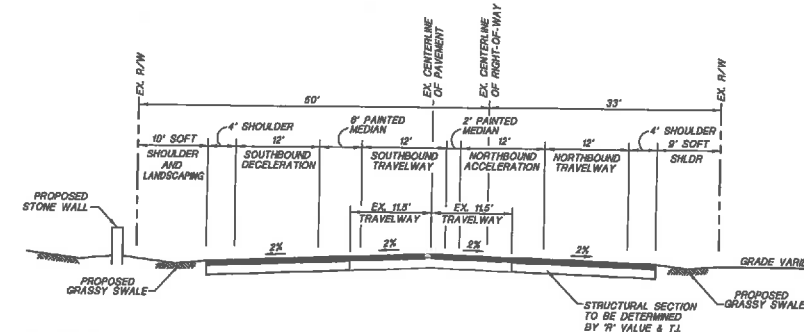 EX. R/W
EX. CENTERLINE
OF PAVEMENT
EX. CENTERLINE
OF RIGHT-OF-WAY
EX. R/W
50'
33'
10' SOFT
SHOULDER
AND
LANDSCAPING
4' SHOULDER
12'
SOUTHBOUND
DECELERATION
6' PAINTED
MEDIAN
12'
SOUTHBOUND
TRAVELWAY
2' PAINTED
MEDIAN
12'
NORTHBOUND
ACCELERATION
12'
NORTHBOUND
TRAVELWAY
4' SHOULDER
9' SOFT
SHLDR
EX. 11.5'
TRAVELWAY
EX. 11.5'
TRAVELWAY
PROPOSED
STONE WALL
2%
2%
2%
2%
GRADE VARI
PROPOSED
GRASSY SWALE
STRUCTURAL SECTION
TO BE DETERMINED
BY 'R' VALUE & T.I.
PROPOSED
GRASSY SWALE